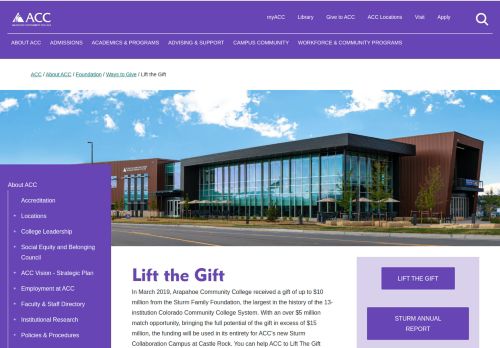 ACC
myACC Library Give to ACC ACC Locations Visit Apply
ABOUT ACC ADMISSIONS ACADEMICS & PROGRAMS ADVISING & SUPPORT CAMPUS COMMUNITY WORKFORCE & COMMUNITY PROGRAMS
ACC / About ACC / Foundation / Ways to Give / Lift the Gift
About ACC
Accreditation
Locations
College Leadership
Social Equity and Belonging
Council
ACC Vision - Strategic Plan
Employment at ACC
Faculty & Staff Directory
Institutional Research
Policies & Procedures
Lift the Gift
In March 2019, Arapahoe Community College received a gift of up to $10
million from the Sturm Family Foundation, the largest in the history of the 13-
institution Colorado Community College System. With an over $5 million
match opportunity, bringing the full potential of the gift in excess of $15
million, the funding will be used in its entirety for ACC's new Sturm
Collaboration Campus at Castle Rock. You can help ACC to Lift The Gift
LIFT THE GIFT
STURM ANNUAL
REPORT